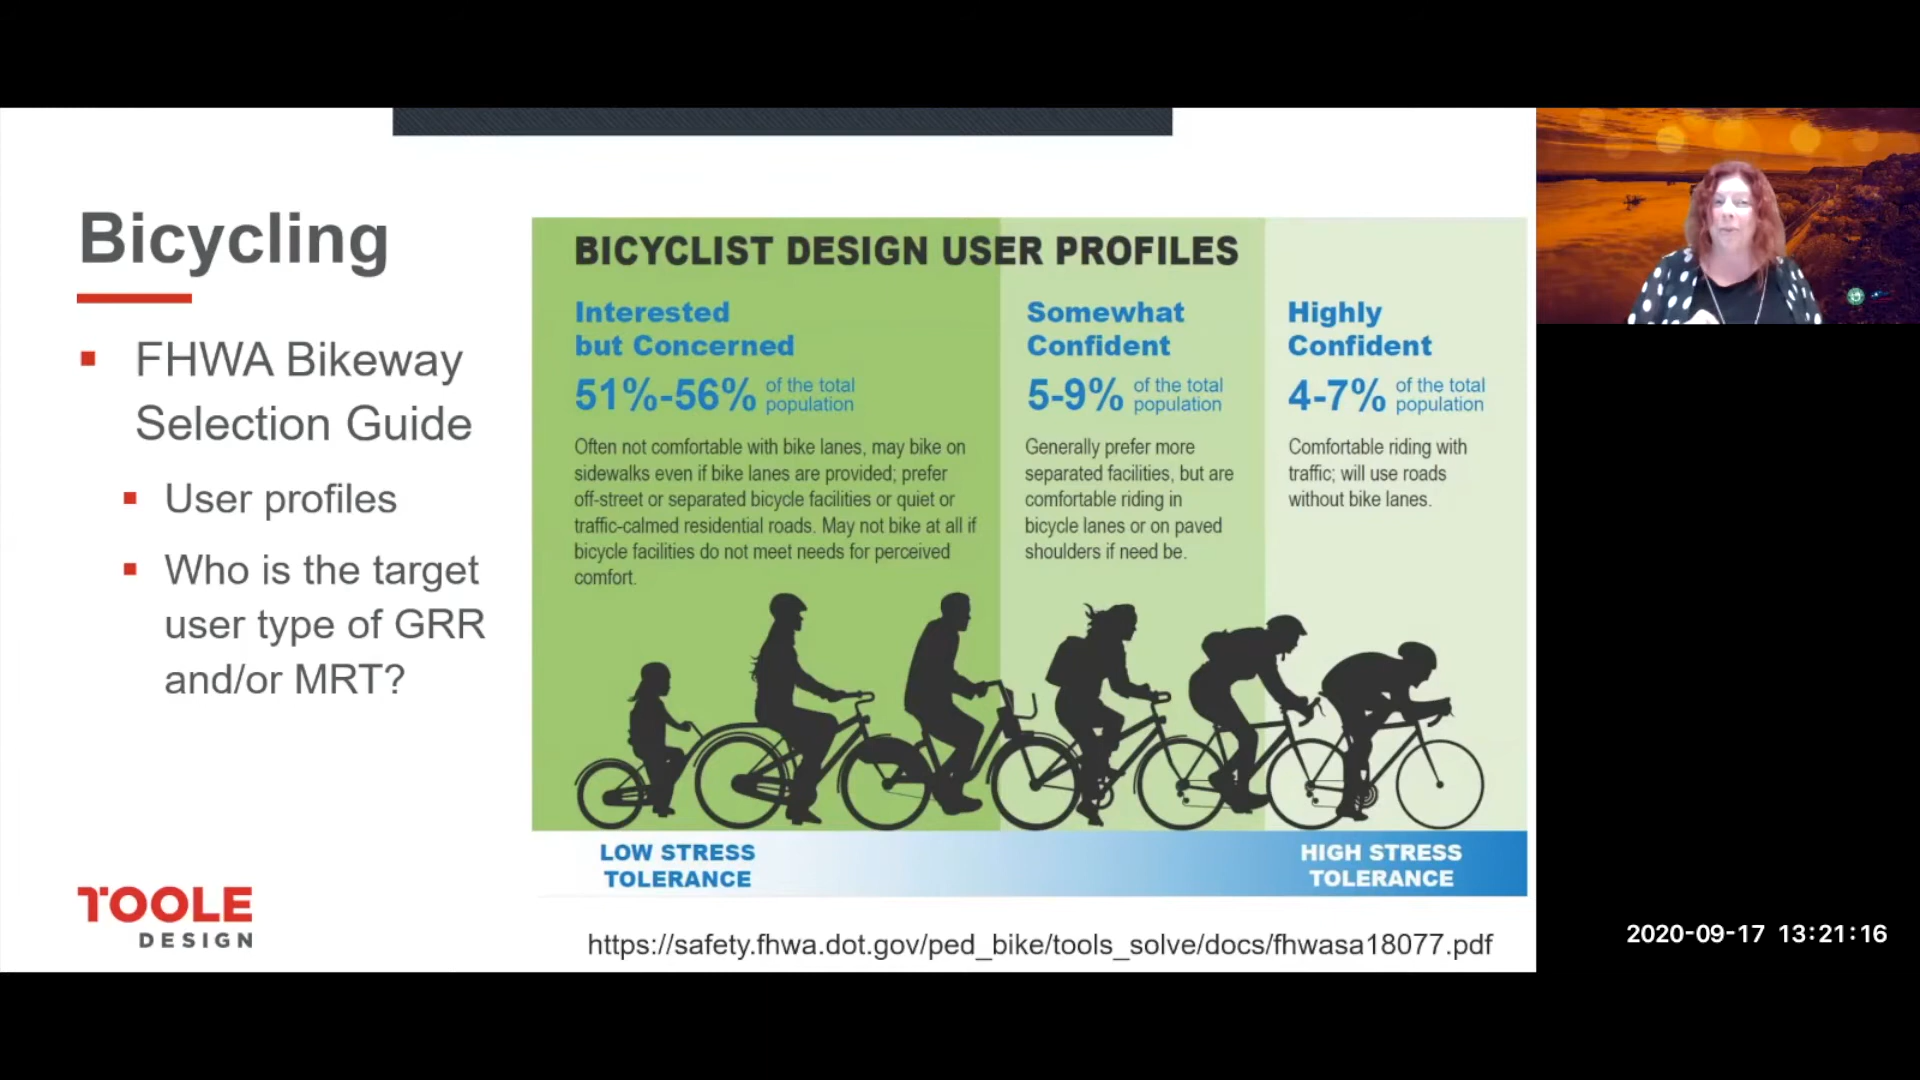 Bicycling
FHWA Bikeway
Selection Guide
User profiles
Who is the target
user type of GRR
and/or MRT?
TOOLE
DESIGN
BICYCLIST DESIGN USER PROFILES
Interested
but Concerned
51%-56% of the total
population
Often not comfortable with bike lanes, may bike on
sidewalks even if bike lanes are provided; prefer
off-street or separated bicycle facilities or quiet or
traffic-calmed residential roads. May not bike at all if
bicycle facilities do not meet needs for perceived
comfort.
Somewhat
Confident
5-9% of the total
population
Generally prefer more
separated facilities, but are
comfortable riding in
bicycle lanes or on paved
shoulders if need be.
Highly
Confident
4-7% of the total
population
Comfortable riding with
traffic; will use roads
without bike lanes.
LOW STRESS
TOLERANCE
HIGH STRESS
TOLERANCE
https://safety.fhwa.dot.gov/ped_bike/tools_solve/docs/fhwasa18077.pdf
2020-09-17 13:21:16